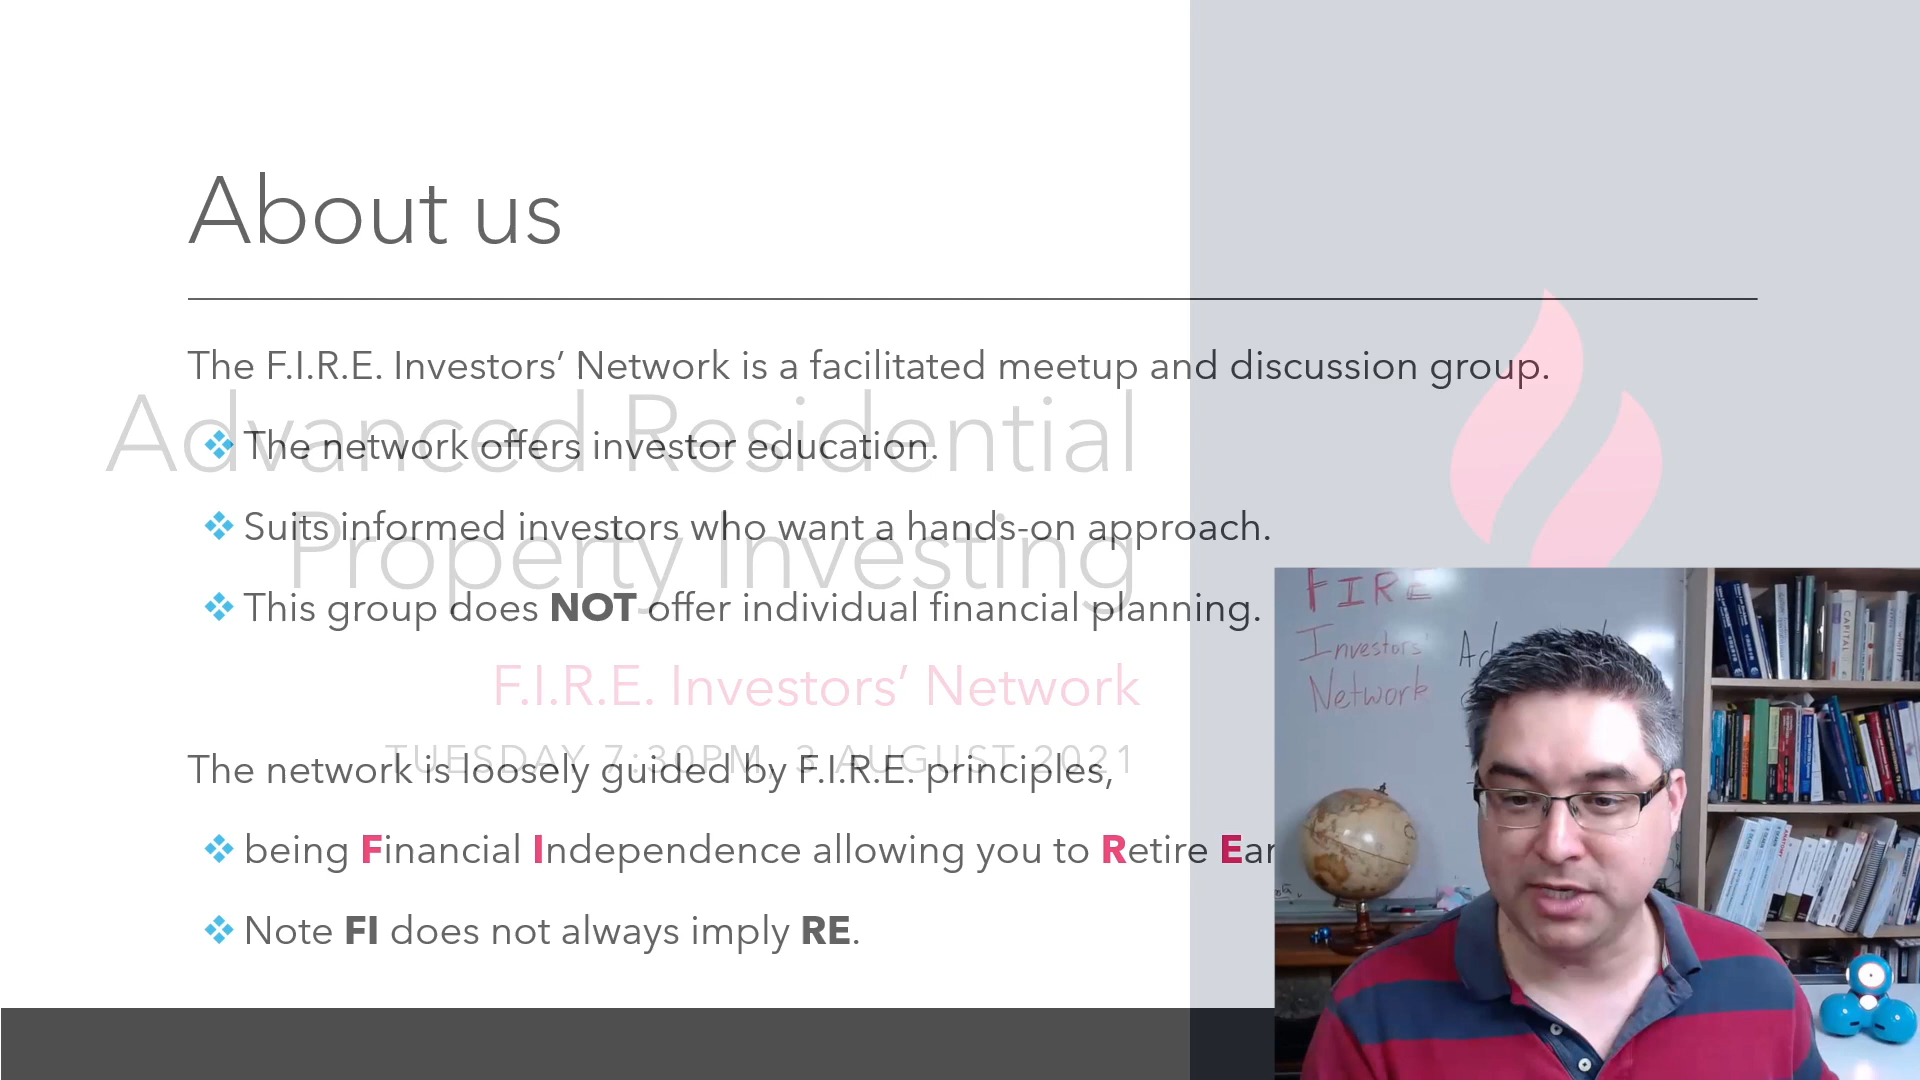 About us
The F.I.R.E. Investors’ Network is a facilitated meetup and discussion group.
Advanced Residential
❖ The network offers investor education.
❖ Suits informed investors who want a hands-on approach.
Property Investing
❖ This group does NOT offer individual financial planning.
F.I.R.E. Investors’ Network
TUESDAY 7:30PM, 3 AUGUST 2021
The network is loosely guided by F.I.R.E. principles,
❖ being Financial Independence allowing you to Retire Ear
❖ Note FI does not always imply RE.
FIRE
Investors'
Network
CAPITAL